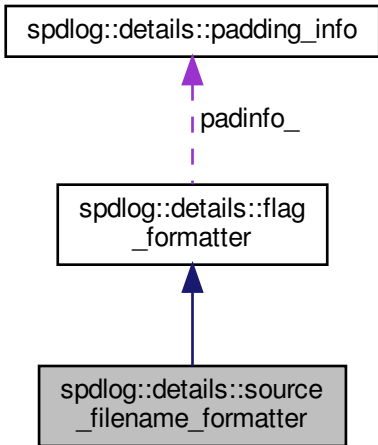 spdlog::details::padding_info
padinfo_
spdlog::details::flag
_formatter
spdlog::details::source
_filename_formatter